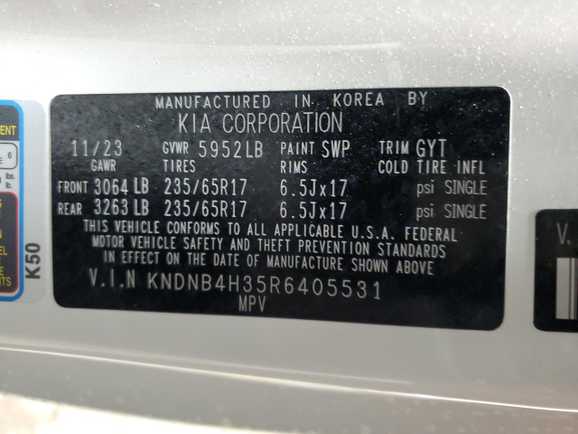 MANUFACTURED IN KOREA BY
KIA CORPORATION
11/23 GVWR 5952LB PAINT SWP TRIM GYT
GAWR TIRES RIMS COLD TIRE INFL
FRONT 3064 LB 235/65R17 6.5Jx17 psi SINGLE
REAR 3263 LB 235/65R17 6.5Jx17 psi SINGLE
THIS VEHICLE CONFORMS TO ALL APPLICABLE U.S.A. FEDERAL
MOTOR VEHICLE SAFETY AND THEFT PREVENTION STANDARDS
IN EFFECT ON THE DATE OF MANUFACTURE SHOWN ABOVE
V.I.N KNDNB4H35R6405531
MPV
K50
V.